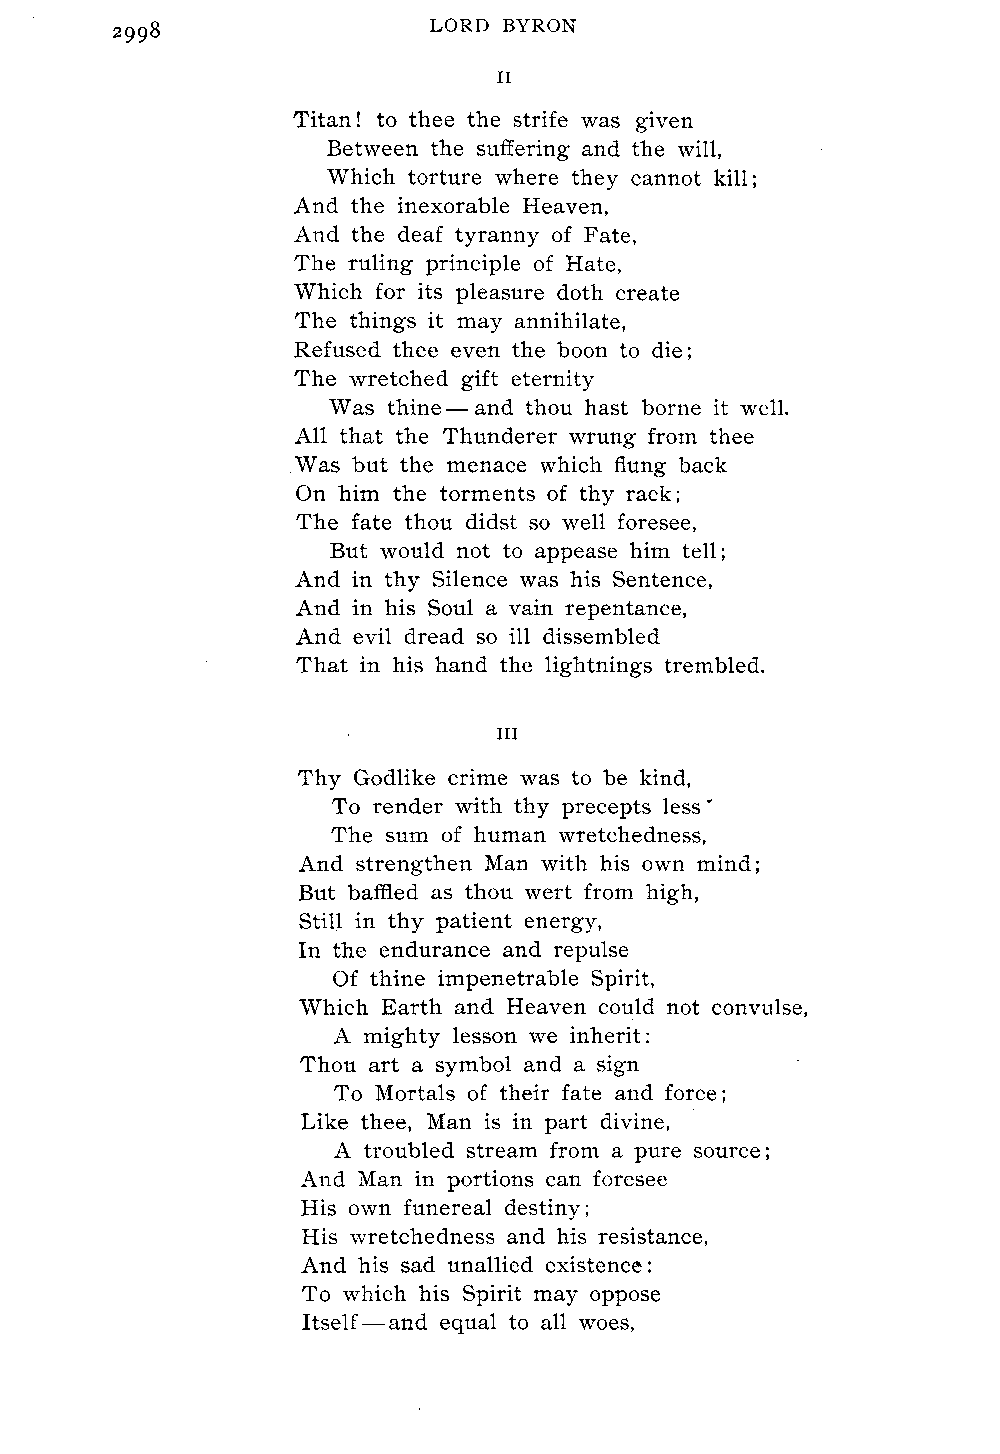 2998 LORD BYRON
II
Titan! to thee the strife was given
Between the suffering and the will,
Which torture where they cannot kill;
And the inexorable Heaven,
And the deaf tyranny of Fate,
The ruling principle of Hate,
Which for its pleasure doth create
The things it may annihilate,
Refused thee even the boon to die;
The wretched gift eternity
Was thine—and thou hast borne it well.
All that the Thunderer wrung from thee
Was but the menace which flung back
On him the torments of thy rack;
The fate thou didst so well foresee,
But would not to appease him tell;
And in thy Silence was his Sentence,
And in his Soul a vain repentance,
And evil dread so ill dissembled
That in his hand the lightnings trembled.
III
Thy Godlike crime was to be kind,
To render with thy precepts less
The sum of human wretchedness,
And strengthen Man with his own mind;
But baffled as thou wert from high,
Still in thy patient energy,
In the endurance and repulse
Of thine impenetrable Spirit,
Which Earth and Heaven could not convulse,
A mighty lesson we inherit:
Thou art a symbol and a sign
To Mortals of their fate and force;
Like thee, Man is in part divine,
A troubled stream from a pure source;
And Man in portions can foresee
His own funereal destiny;
His wretchedness and his resistance,
And his sad unallied existence:
To which his Spirit may oppose
Itself—and equal to all woes,